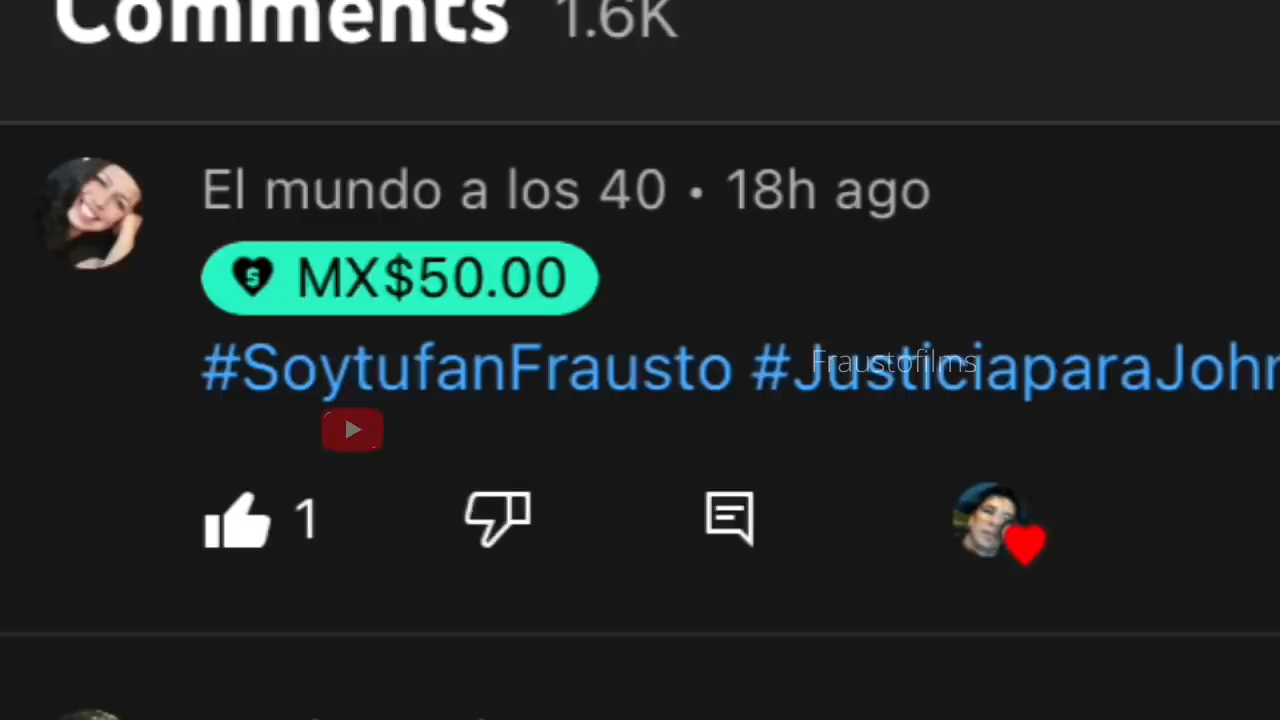 Comments 1.6K
El mundo a los 40 • 18h ago
MX$50.00
#SoytufanFrausto #JusticiaparaJohn
Fraustofilms
1